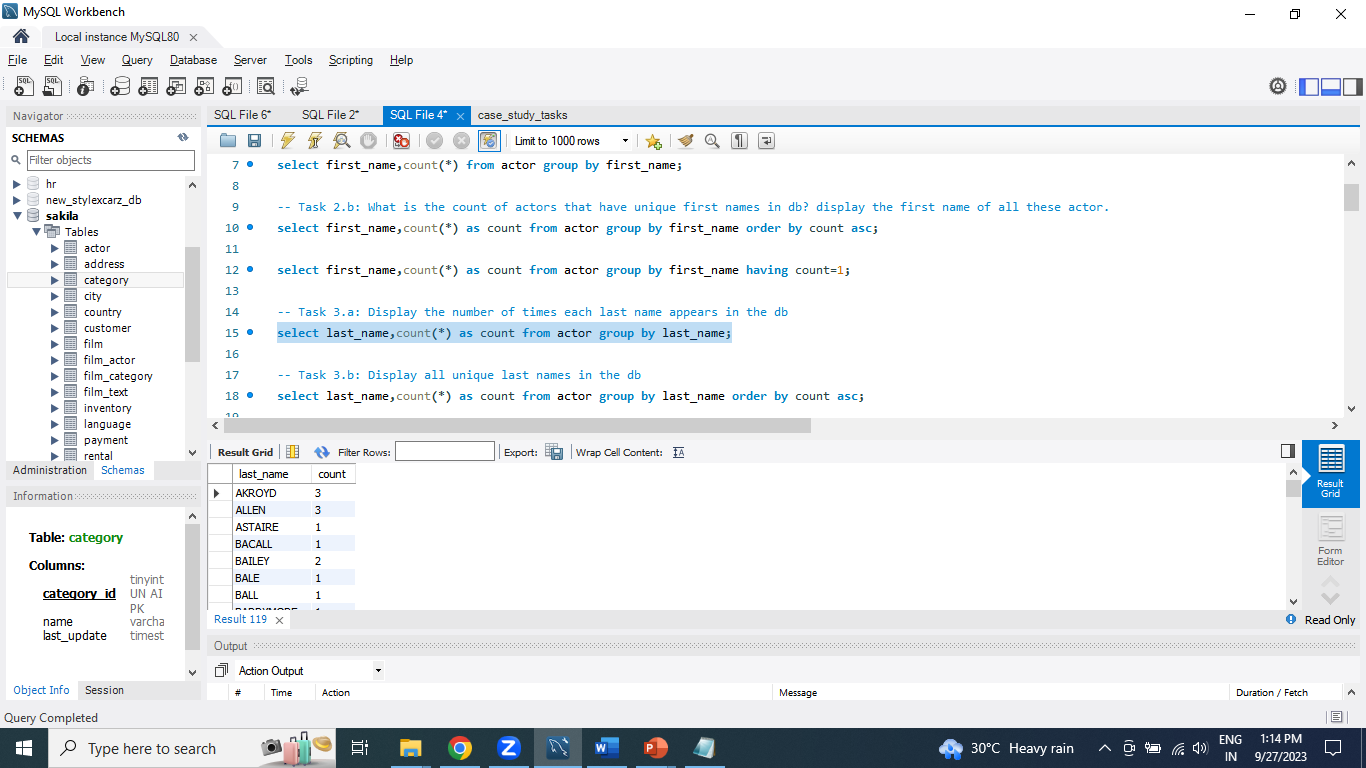 MySQL Workbench
Local instance MySQL80
File Edit View Query Database Server Tools Scripting Help
Navigator
SCHEMAS
Filter objects
hr
new_stylexcarz_db
sakila
Tables
actor
address
category
city
country
customer
film
film_actor
film_category
film_text
inventory
language
payment
rental
Administration Schemas
Information
Table: category
Columns:
category_id tinyint UN AI PK
name varcha
last_update timest
Object Info Session
SQL File 6* SQL File 2* SQL File 4* case_study_tasks
Limit to 1000 rows
7 select first_name,count(*) from actor group by first_name;
8
9 -- Task 2.b: What is the count of actors that have unique first names in db? display the first name of all these actor.
10 select first_name,count(*) as count from actor group by first_name order by count asc;
11
12 select first_name,count(*) as count from actor group by first_name having count=1;
13
14 -- Task 3.a: Display the number of times each last name appears in the db
15 select last_name,count(*) as count from actor group by last_name;
16
17 -- Task 3.b: Display all unique last names in the db
18 select last_name,count(*) as count from actor group by last_name order by count asc;
19
Result Grid Filter Rows: Export: Wrap Cell Content:
last_name count
AKROYD 3
ALLEN 3
ASTAIRE 1
BACALL 1
BAILEY 2
BALE 1
BALL 1
Result Grid
Form Editor
Result 119
Read Only
Output
Action Output
# Time Action Message Duration / Fetch
Query Completed
Type here to search
30°C Heavy rain
ENG
IN
1:14 PM
9/27/2023